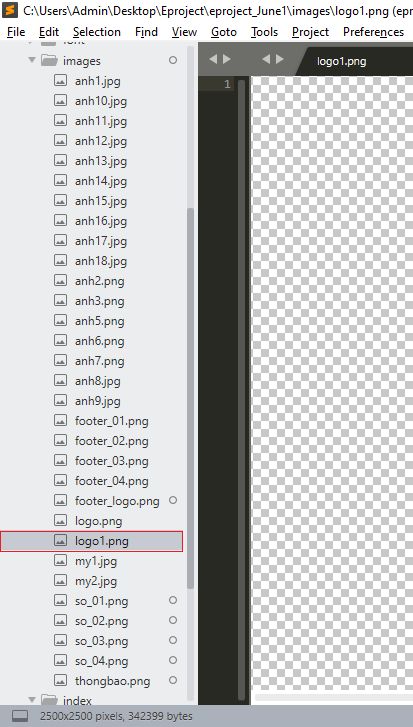 C:\Users\Admin\Desktop\Eproject\eproject_June1\images\logo1.png (epr
File Edit Selection Find View Goto Tools Project Preferences
font
images
logo1.png
1
anh1.jpg
anh10.jpg
anh11.jpg
anh12.jpg
anh13.jpg
anh14.jpg
anh15.jpg
anh16.jpg
anh17.jpg
anh18.jpg
anh2.png
anh3.png
anh5.png
anh6.png
anh7.png
anh8.jpg
anh9.jpg
footer_01.png
footer_02.png
footer_03.png
footer_04.png
footer_logo.png
logo.png
logo1.png
my1.jpg
my2.jpg
so_01.png
so_02.png
so_03.png
so_04.png
thongbao.png
index
2500x2500 pixels, 342399 bytes